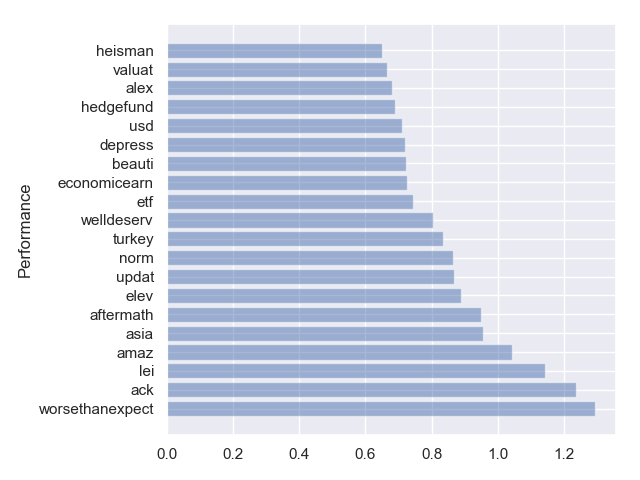 Performance
heisman
valuat
alex
hedgefund
usd
depress
beauti
economicearn
etf
welldeserv
turkey
norm
updat
elev
aftermath
asia
amaz
lei
ack
worsethanexpect
0.0 0.2 0.4 0.6 0.8 1.0 1.2